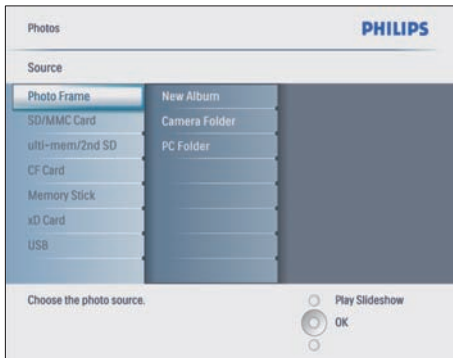 Photos
PHILIPS
Source
Photo Frame
New Album
SD/MMC Card
Camera Folder
ulti-mem/2nd SD
PC Folder
CF Card
Memory Stick
xD Card
USB
Choose the photo source.
Play Slideshow
OK